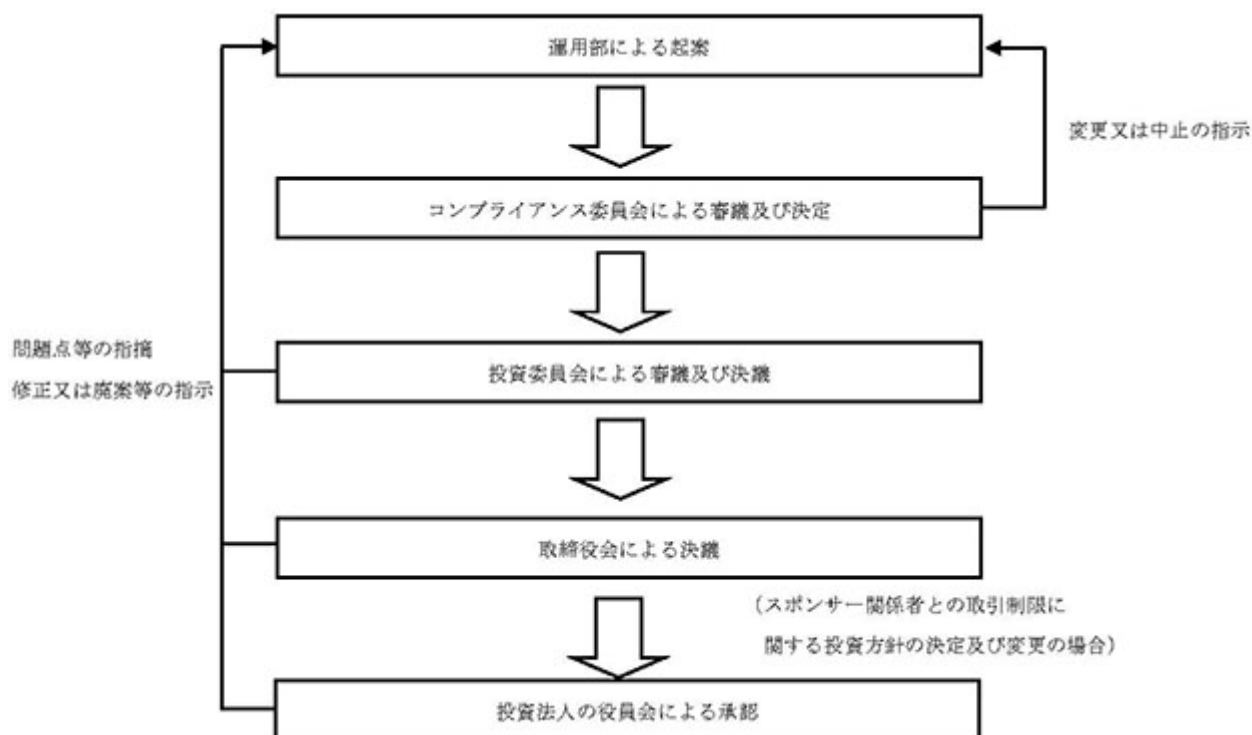 運用部による起案
変更又は中止の指示
コンプライアンス委員会による審議及び決定
問題点等の指摘
修正又は廃案等の指示
投資委員会による審議及び決議
取締役会による決議
(スポンサー関係者との取引制限に
関する投資方針の決定及び変更の場合)
投資法人の役員会による承認